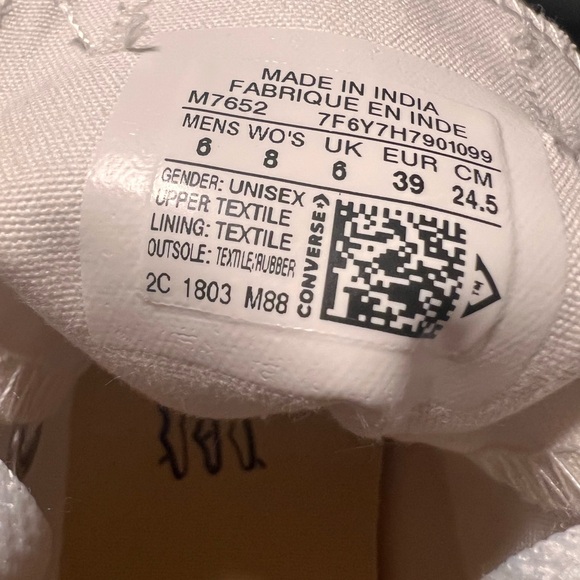 MADE IN INDIA
FABRIQUE EN INDE
M7652 7F6Y7H7901099
MENS WO'S UK EUR CM
6 8 6 39 24.5
GENDER: UNISEX
UPPER: TEXTILE
LINING: TEXTILE
OUTSOLE: TEXTILE/RUBBER
2C 1803 M88
CONVERSE
TM